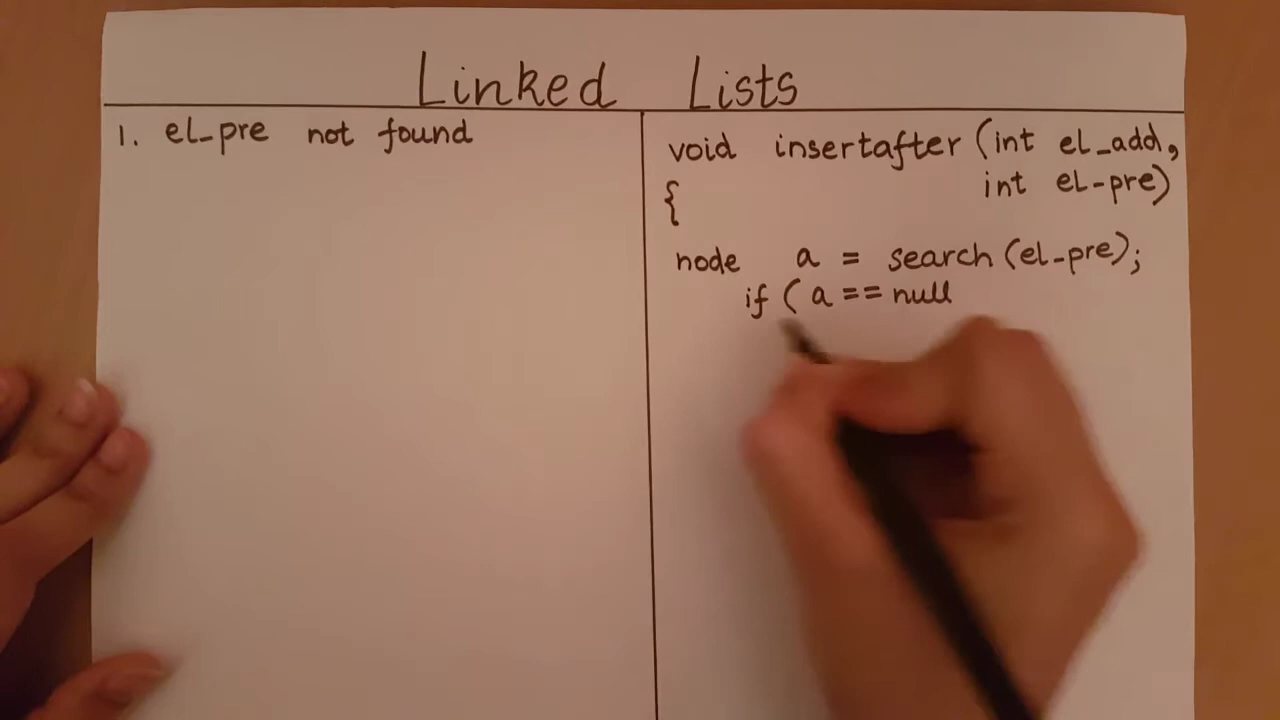 Linked Lists
1. el_pre not found
void insertafter (int el_add,
int el-pre)
{
node a = search (el-pre);
if ( a == null